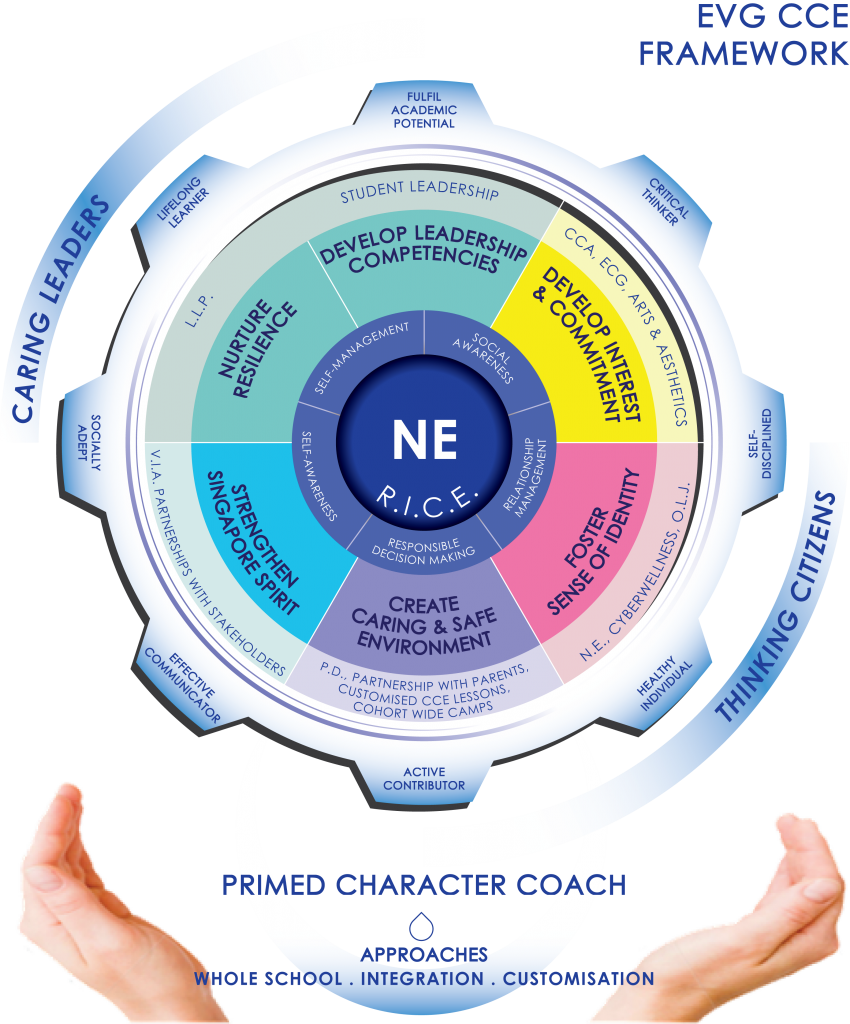 EVG CCE
FRAMEWORK
FULFIL
ACADEMIC
POTENTIAL
CRITICAL
THINKER
SELF-
DISCIPLINED
HEALTHY
INDIVIDUAL
ACTIVE
CONTRIBUTOR
EFFECTIVE
COMMUNICATOR
SOCIALLY
ADEPT
LIFELONG
LEARNER
CARING LEADERS
THINKING CITIZENS
STUDENT LEADERSHIP
DEVELOP LEADERSHIP
COMPETENCIES
CCA, ECG, ARTS & AESTHETICS
DEVELOP INTEREST
& COMMITMENT
N.E., CYBERWELLNESS, O.L.J.
FOSTER
SENSE OF IDENTITY
CREATE
CARING & SAFE
ENVIRONMENT
P.D., PARTNERSHIP WITH PARENTS,
CUSTOMISED CCE LESSONS,
COHORT WIDE CAMPS
V.I.A. PARTNERSHIPS WITH STAKEHOLDERS
STRENGTHEN
SINGAPORE SPIRIT
L.L.P.
NURTURE
RESILIENCE
SELF-MANAGEMENT
SOCIAL
AWARENESS
RELATIONSHIP
MANAGEMENT
RESPONSIBLE
DECISION MAKING
SELF-AWARENESS
NE
R.I.C.E.
PRIMED CHARACTER COACH
APPROACHES
WHOLE SCHOOL . INTEGRATION . CUSTOMISATION